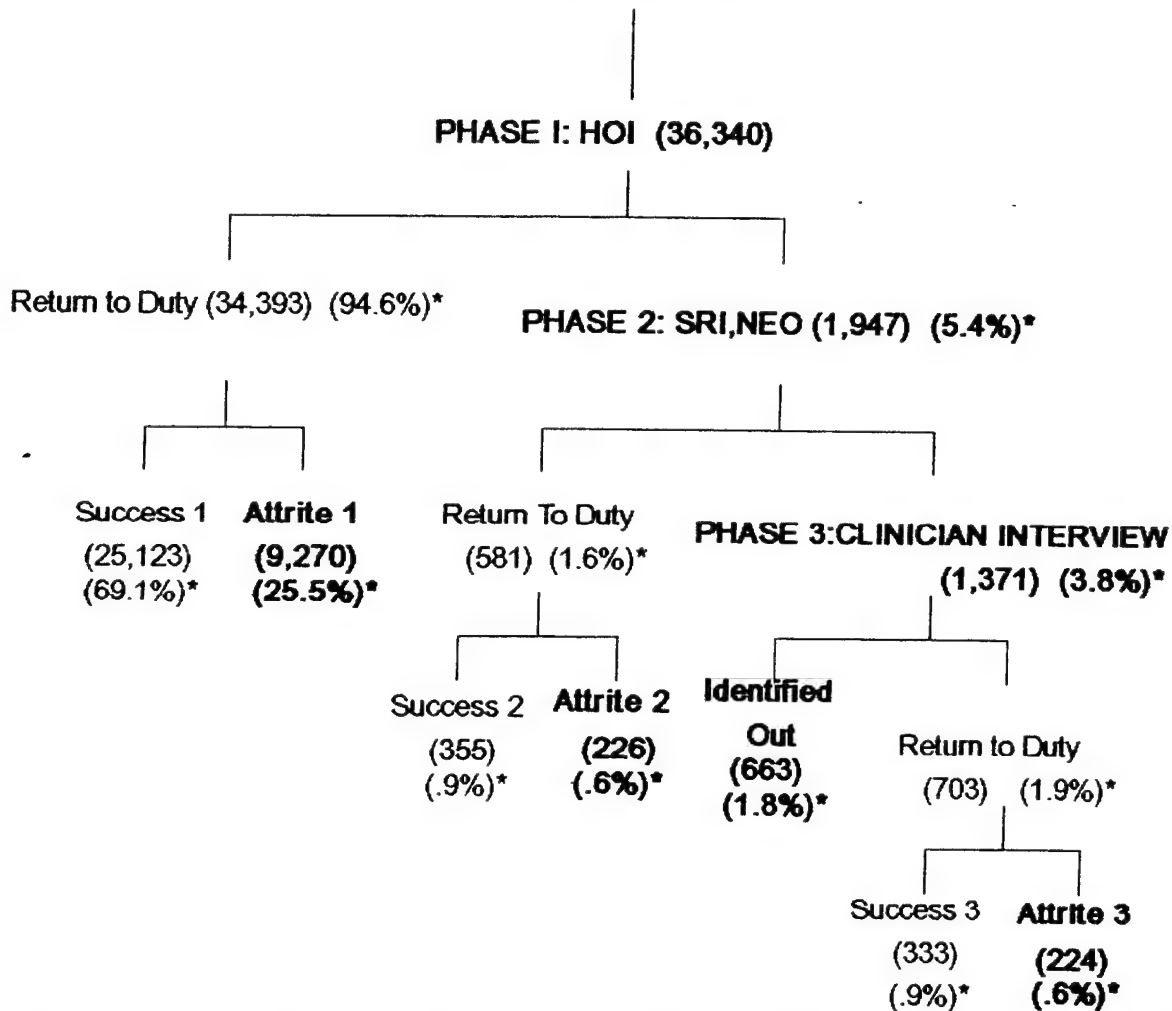 PHASE I: HOI (36,340)
Return to Duty (34,393) (94.6%)*
PHASE 2: SRI,NEO (1,947) (5.4%)*
Success 1
(25,123)
(69.1%)*
Attrite 1
(9,270)
(25.5%)*
Return To Duty
(581) (1.6%)*
PHASE 3:CLINICIAN INTERVIEW
(1,371) (3.8%)*
Success 2
(355)
(.9%)*
Attrite 2
(226)
(.6%)*
Identified
Out
(663)
(1.8%)*
Return to Duty
(703) (1.9%)*
Success 3
(333)
(.9%)*
Attrite 3
(224)
(.6%)*